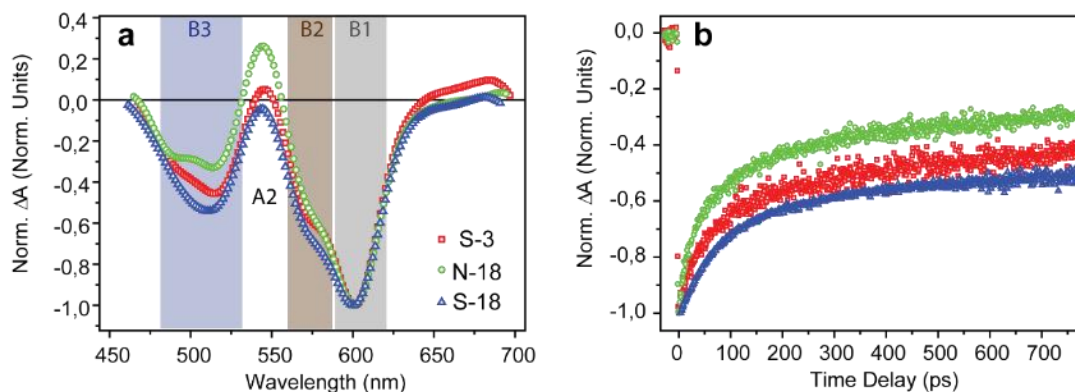 a
B3
B2
B1
A2
Norm. ΔA (Norm. Units)
0,4
0,2
0,0
-0,2
-0,4
-0,6
-0,8
-1,0
S-3
N-18
S-18
450 500 550 600 650 700
Wavelength (nm)
b
Norm. ΔA (Norm. Units)
0,0
-0,2
-0,4
-0,6
-0,8
-1,0
0 100 200 300 400 500 600 700
Time Delay (ps)